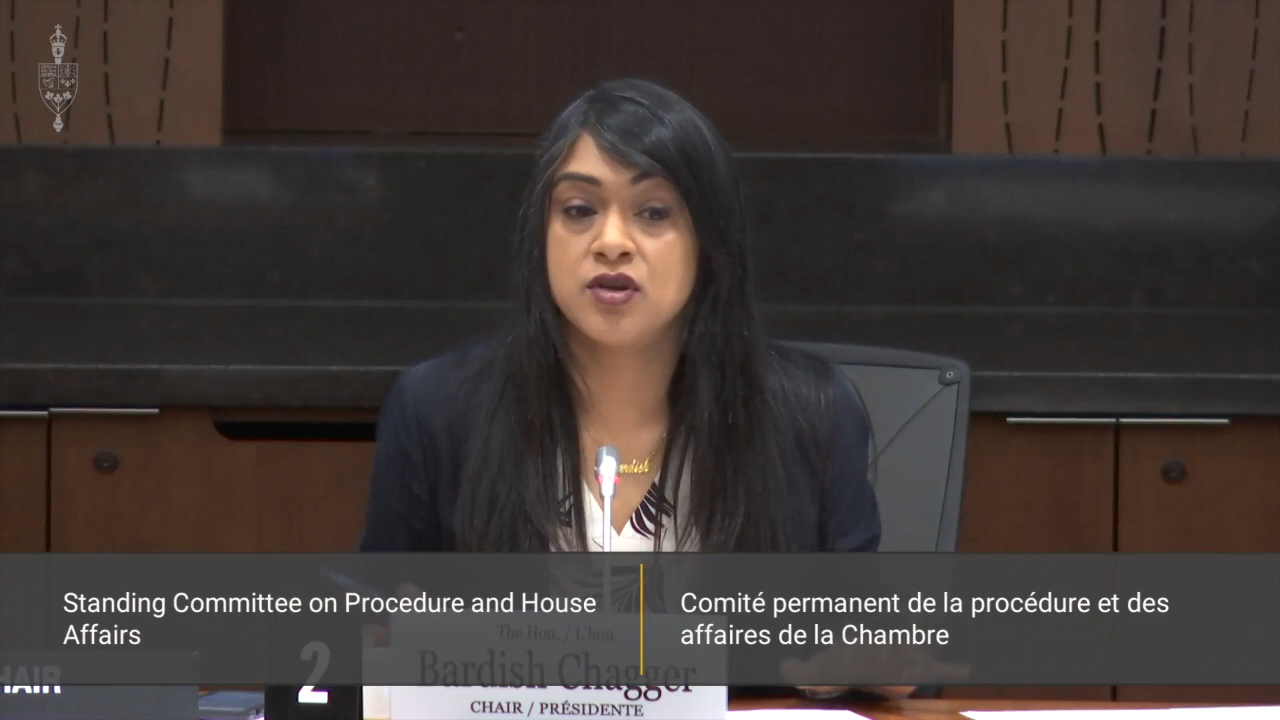 Standing Committee on Procedure and House
Affairs
Comité permanent de la procédure et des
affaires de la Chambre
HAIR
2
The Hon. / L'hon.
Bardish Chagger
CHAIR / PRÉSIDENTE